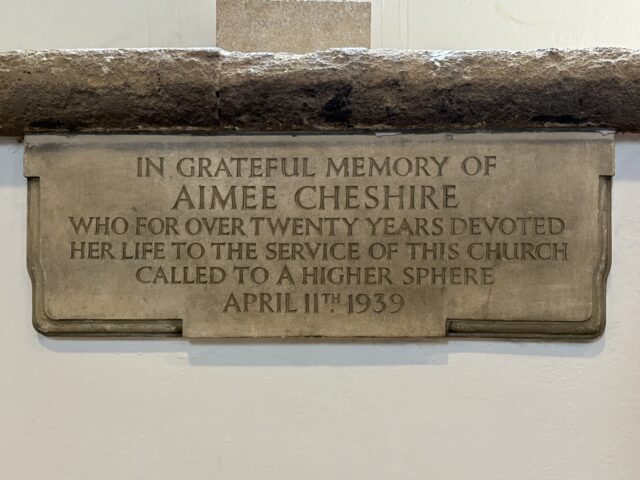 IN GRATEFUL MEMORY OF
AIMEE CHESHIRE
WHO FOR OVER TWENTY YEARS DEVOTED
HER LIFE TO THE SERVICE OF THIS CHURCH
CALLED TO A HIGHER SPHERE
APRIL 11TH. 1939